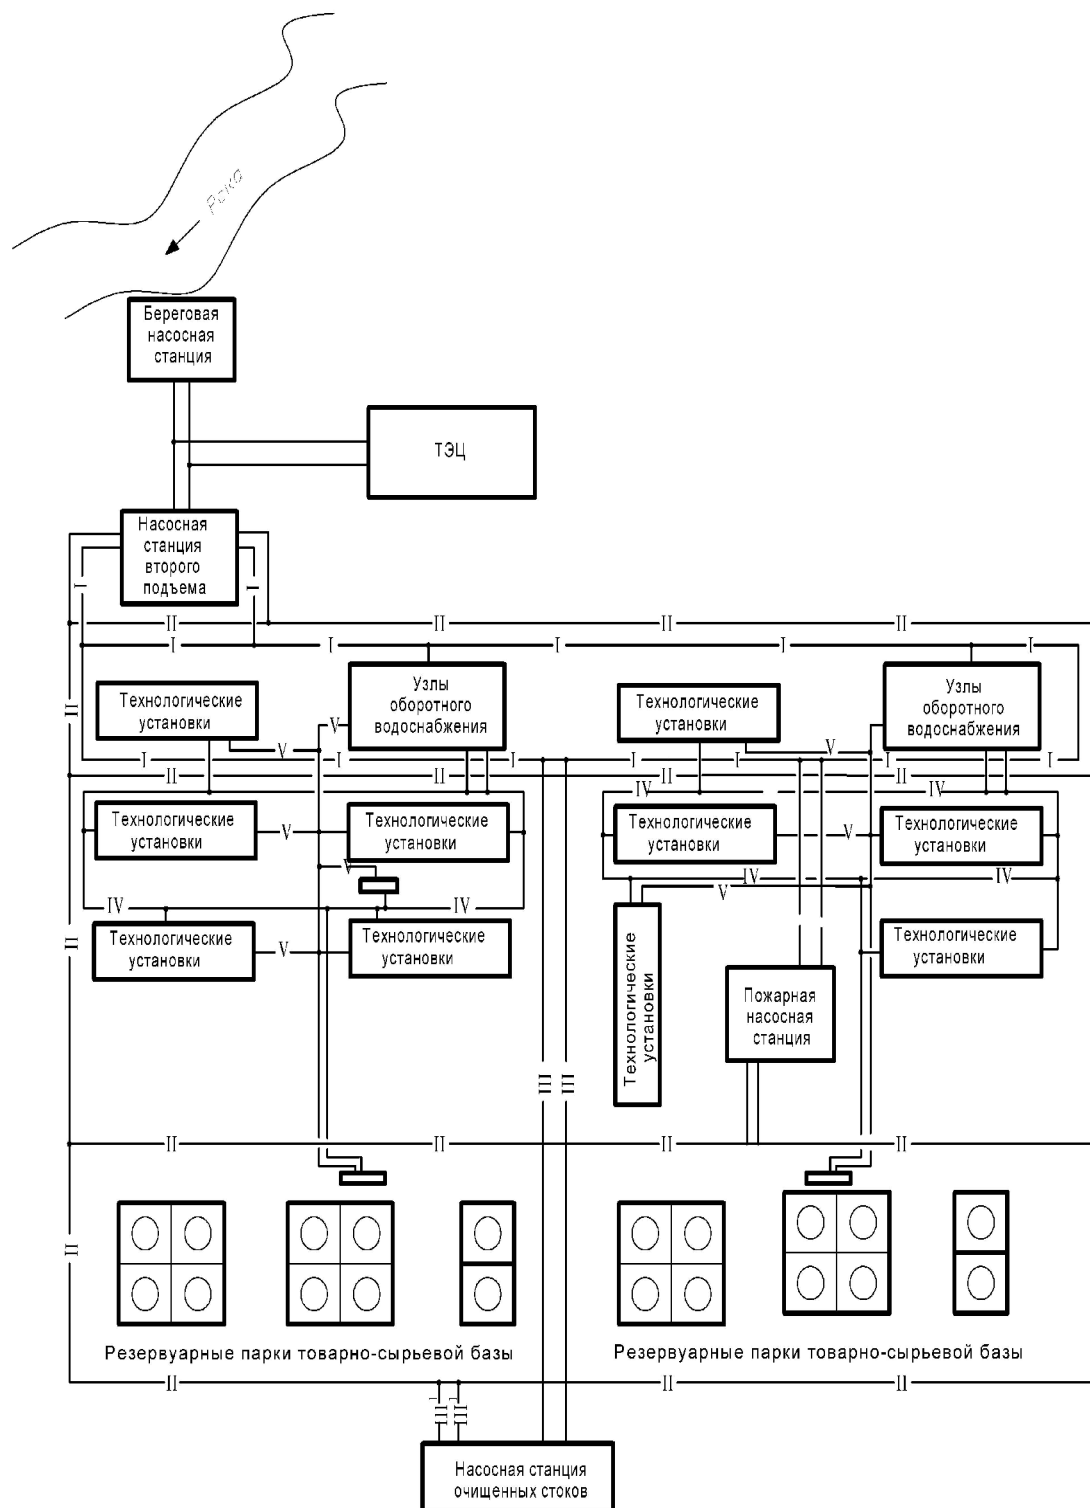 Река
Береговая
насосная
станция
ТЭЦ
Насосная
станция
второго
подъема
I
I
II
II
II
II
I
I
I
I
I
Технологические
установки
Узлы
оборотного
водоснабжения
Технологические
установки
Узлы
оборотного
водоснабжения
II
V
V
V
I
I
I
I
I
I
I
II
II
II
II
IV
IV
Технологические
установки
V
Технологические
установки
Технологические
установки
V
Технологические
установки
V
IV
IV
IV
IV
V
Технологические
установки
V
Технологические
установки
II
Технологические
установки
Технологические
установки
Пожарная
насосная
станция
III
III
II
II
II
II
II
Резервуарные парки товарно-сырьевой базы
Резервуарные парки товарно-сырьевой базы
II
II
II
II
III
III
Насосная станция
очищенных стоков